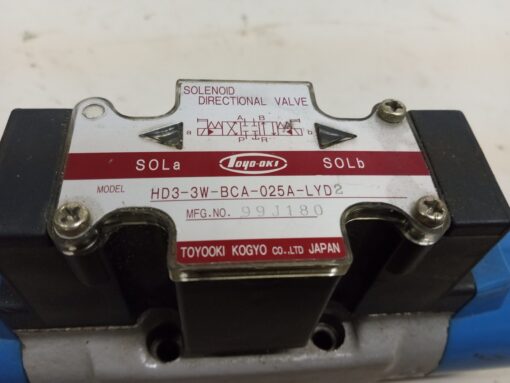 SOLENOID
DIRECTIONAL VALVE
A B
a b
P R
SOLa TOYO-OKI SOLb
MODEL HD3-3W-BCA-025A-LYD2
MFG.NO. 99J180
TOYOOKI KOGYO CO.,LTD JAPAN